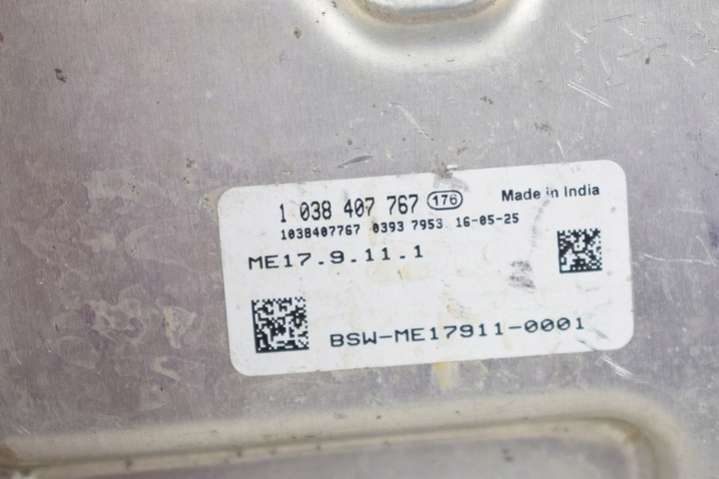 1 038 407 767 176 Made in India
1038407767 0393 7953 16-05-25
ME17.9.11.1
BSW-ME17911-0001